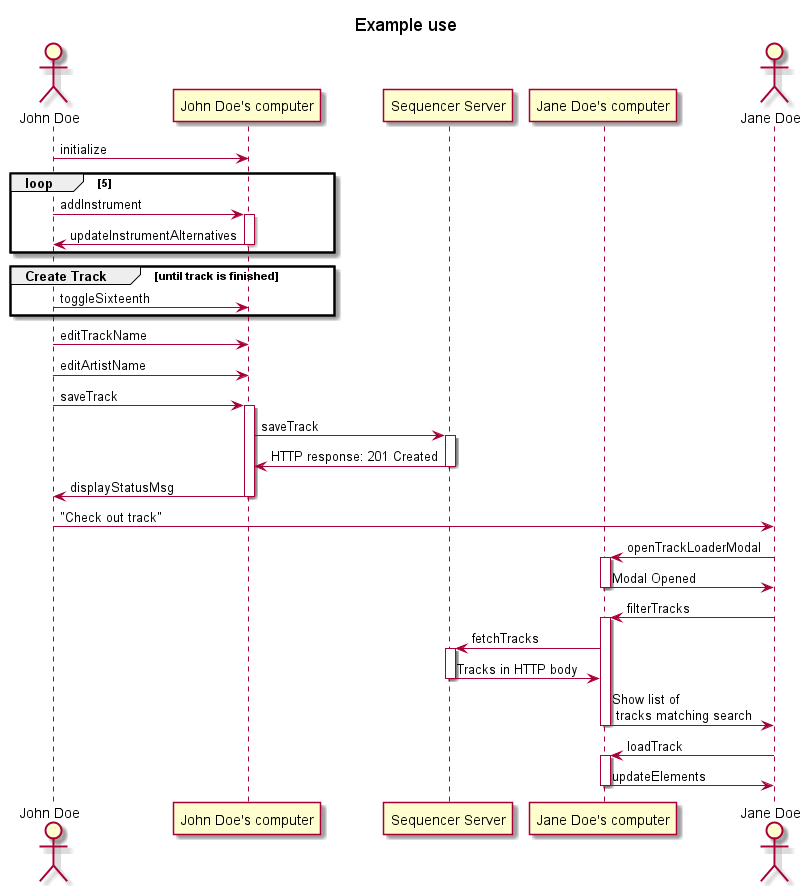 Example use
John Doe
John Doe's computer
Sequencer Server
Jane Doe's computer
Jane Doe
initialize
loop
[5]
addInstrument
updateInstrumentAlternatives
Create Track
[until track is finished]
toggleSixteenth
editTrackName
editArtistName
saveTrack
saveTrack
HTTP response: 201 Created
displayStatusMsg
"Check out track"
openTrackLoaderModal
Modal Opened
filterTracks
fetchTracks
Tracks in HTTP body
Show list of
tracks matching search
loadTrack
updateElements
John Doe
John Doe's computer
Sequencer Server
Jane Doe's computer
Jane Doe